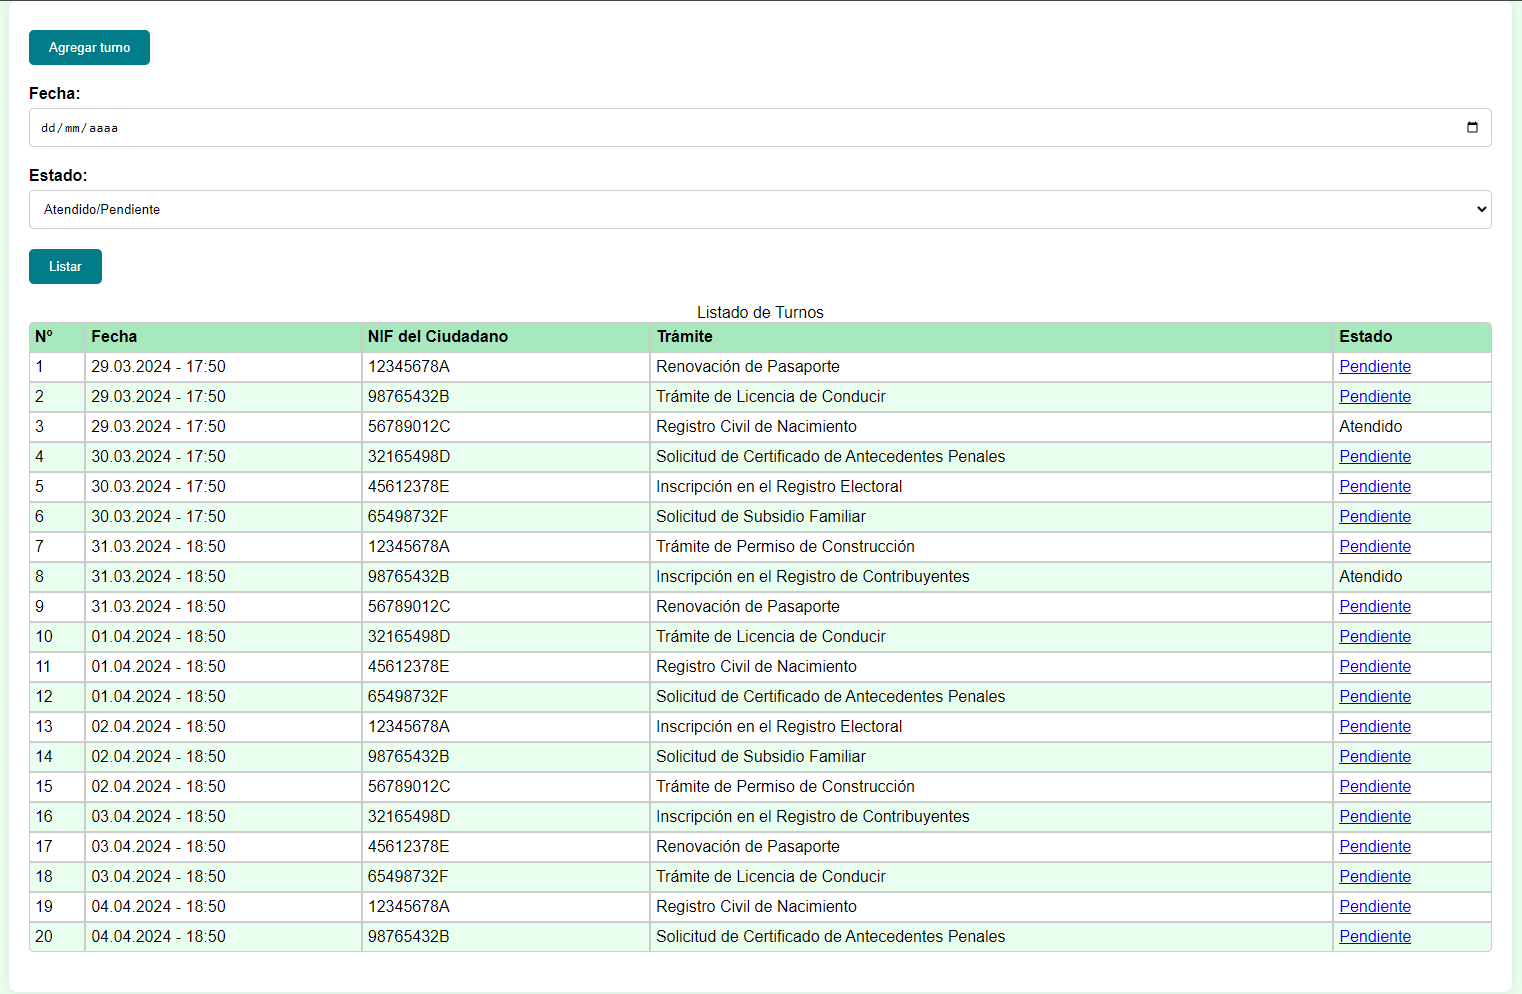 Agregar turno
Fecha:
dd/mm/aaaa
Estado:
Atendido/Pendiente
Listar
Listado de Turnos
Nº Fecha NIF del Ciudadano Trámite Estado
1 29.03.2024 - 17:50 12345678A Renovación de Pasaporte Pendiente
2 29.03.2024 - 17:50 98765432B Trámite de Licencia de Conducir Pendiente
3 29.03.2024 - 17:50 56789012C Registro Civil de Nacimiento Atendido
4 30.03.2024 - 17:50 32165498D Solicitud de Certificado de Antecedentes Penales Pendiente
5 30.03.2024 - 17:50 45612378E Inscripción en el Registro Electoral Pendiente
6 30.03.2024 - 17:50 65498732F Solicitud de Subsidio Familiar Pendiente
7 31.03.2024 - 18:50 12345678A Trámite de Permiso de Construcción Pendiente
8 31.03.2024 - 18:50 98765432B Inscripción en el Registro de Contribuyentes Atendido
9 31.03.2024 - 18:50 56789012C Renovación de Pasaporte Pendiente
10 01.04.2024 - 18:50 32165498D Trámite de Licencia de Conducir Pendiente
11 01.04.2024 - 18:50 45612378E Registro Civil de Nacimiento Pendiente
12 01.04.2024 - 18:50 65498732F Solicitud de Certificado de Antecedentes Penales Pendiente
13 02.04.2024 - 18:50 12345678A Inscripción en el Registro Electoral Pendiente
14 02.04.2024 - 18:50 98765432B Solicitud de Subsidio Familiar Pendiente
15 02.04.2024 - 18:50 56789012C Trámite de Permiso de Construcción Pendiente
16 03.04.2024 - 18:50 32165498D Inscripción en el Registro de Contribuyentes Pendiente
17 03.04.2024 - 18:50 45612378E Renovación de Pasaporte Pendiente
18 03.04.2024 - 18:50 65498732F Trámite de Licencia de Conducir Pendiente
19 04.04.2024 - 18:50 12345678A Registro Civil de Nacimiento Pendiente
20 04.04.2024 - 18:50 98765432B Solicitud de Certificado de Antecedentes Penales Pendiente